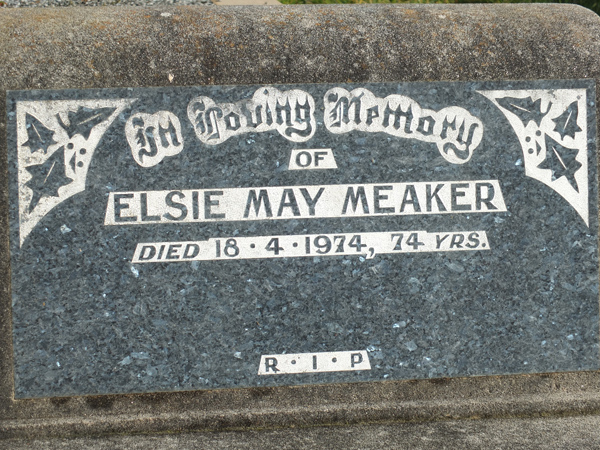 In Loving Memory
OF
ELSIE MAY MEAKER
DIED 18·4·1974, 74 YRS.
R·I·P